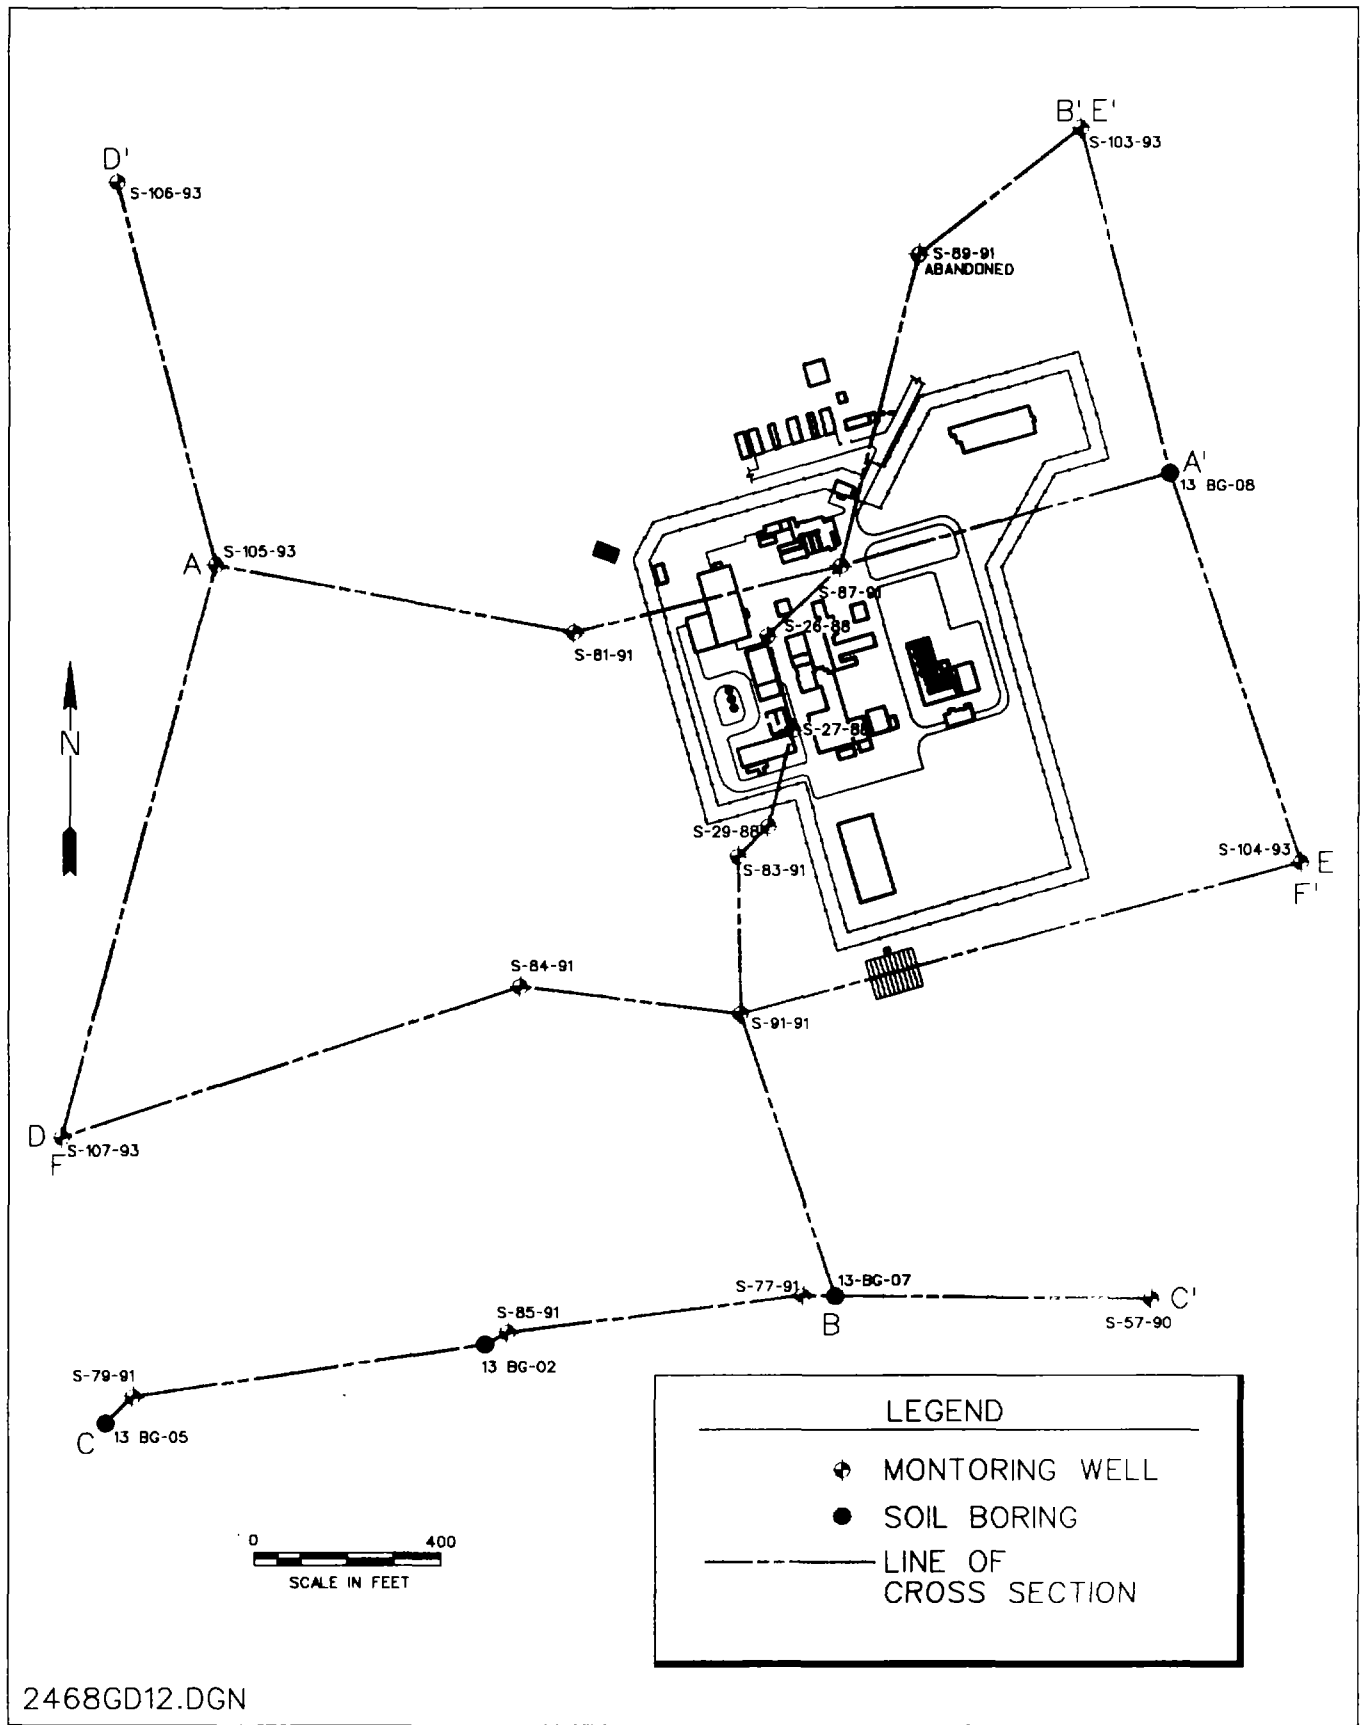 B' E'
S-103-93
D'
S-106-93
S-89-91
ABANDONED
A'
13 BG-08
S-105-93
A
S-87-91
S-26-88
S-81-91
N
S-27-88
S-29-88
S-83-91
S-104-93
E
F'
S-84-91
S-91-91
D
S-107-93
F
13-BG-07
S-77-91
C'
S-57-90
B
S-85-91
13 BG-02
S-79-91
C
13 BG-05
LEGEND
MONTORING WELL
SOIL BORING
LINE OF
CROSS SECTION
0 400
SCALE IN FEET
2468GD12.DGN